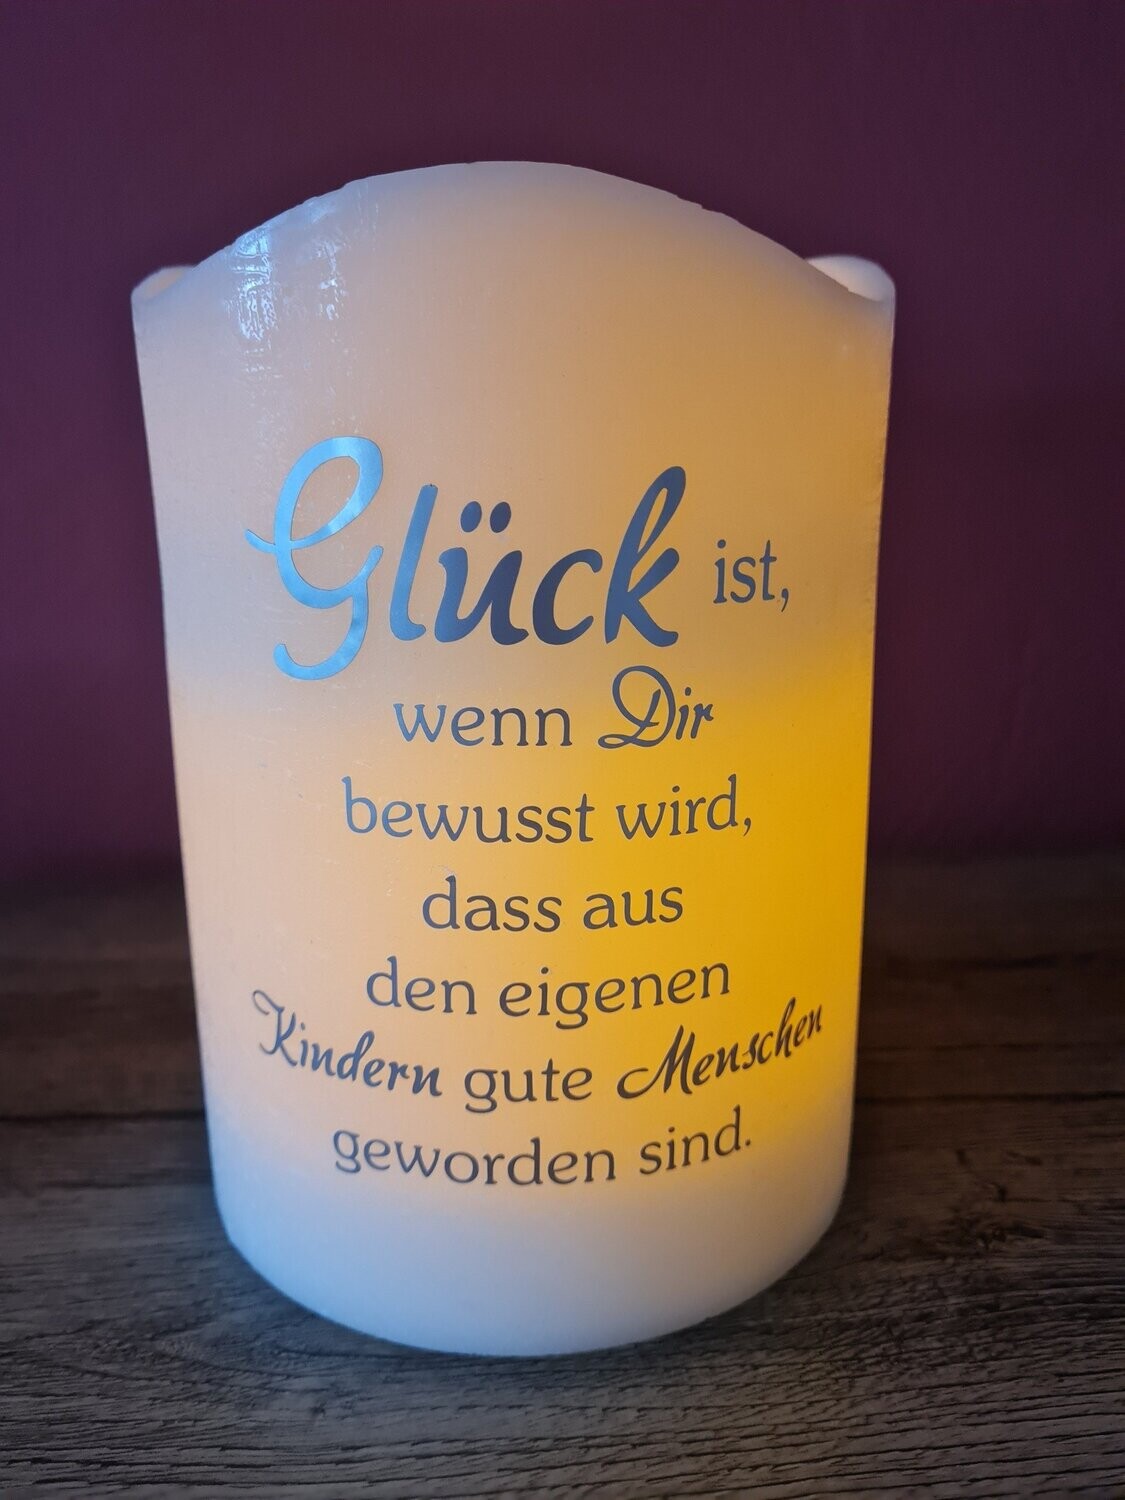 Glück ist,
wenn Dir
bewusst wird,
dass aus
den eigenen
Kindern gute Menschen
geworden sind.